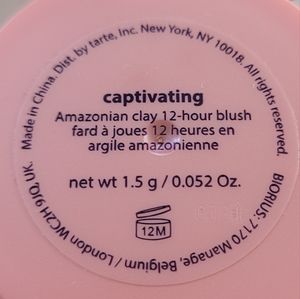 Made in China. Dist. by tarte, Inc. New York, NY 10018. All rights reserved.
captivating
Amazonian clay 12-hour blush
fard à joues 12 heures en
argile amazonienne
net wt 1.5 g / 0.052 Oz.
12M
BIORIUS: 7170 Manage, Belgium / London WC2H 9JQ, UK.